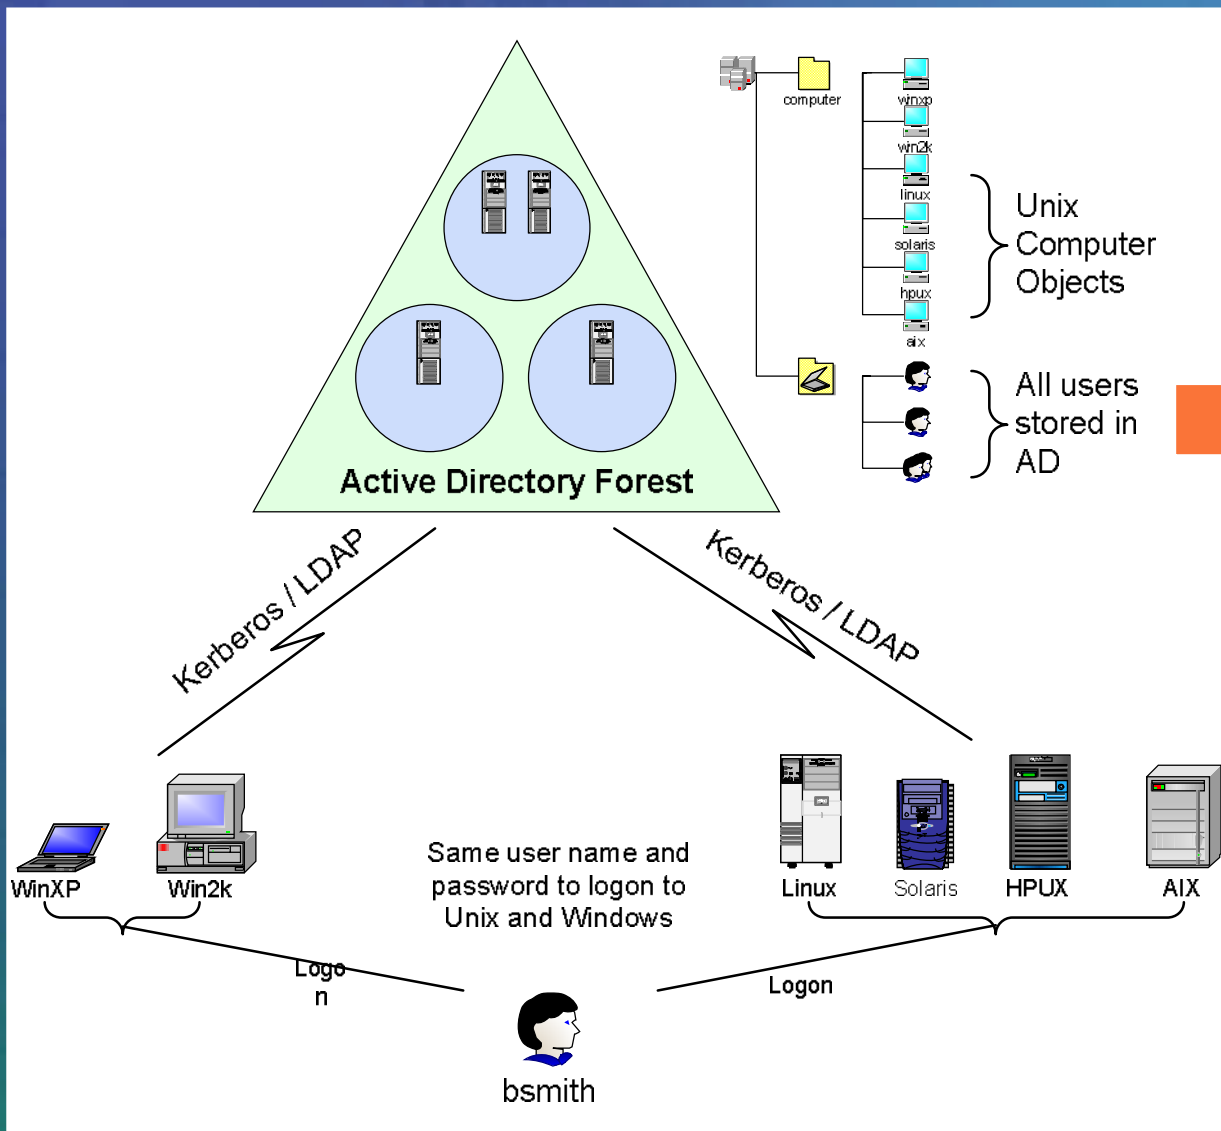 computer
winxp
win2k
linux
solaris
hpux
aix
Unix
Computer
Objects
All users
stored in
AD
Active Directory Forest
Kerberos / LDAP
Kerberos / LDAP
WinXP
Win2k
Same user name and
password to logon to
Unix and Windows
Linux
Solaris
HPUX
AIX
Logo
n
Logon
bsmith